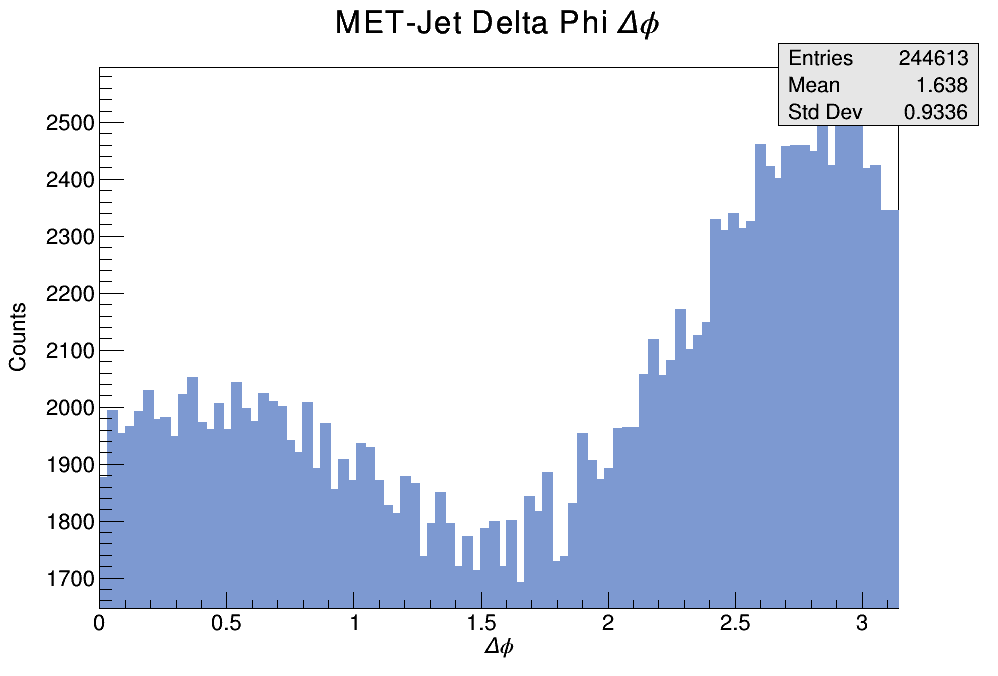 MET-Jet Delta Phi Δϕ
Entries 244613
Mean 1.638
Std Dev 0.9336
2500
2400
2300
2200
2100
2000
1900
1800
1700
Counts
0 0.5 1 1.5 2 2.5 3
Δϕ